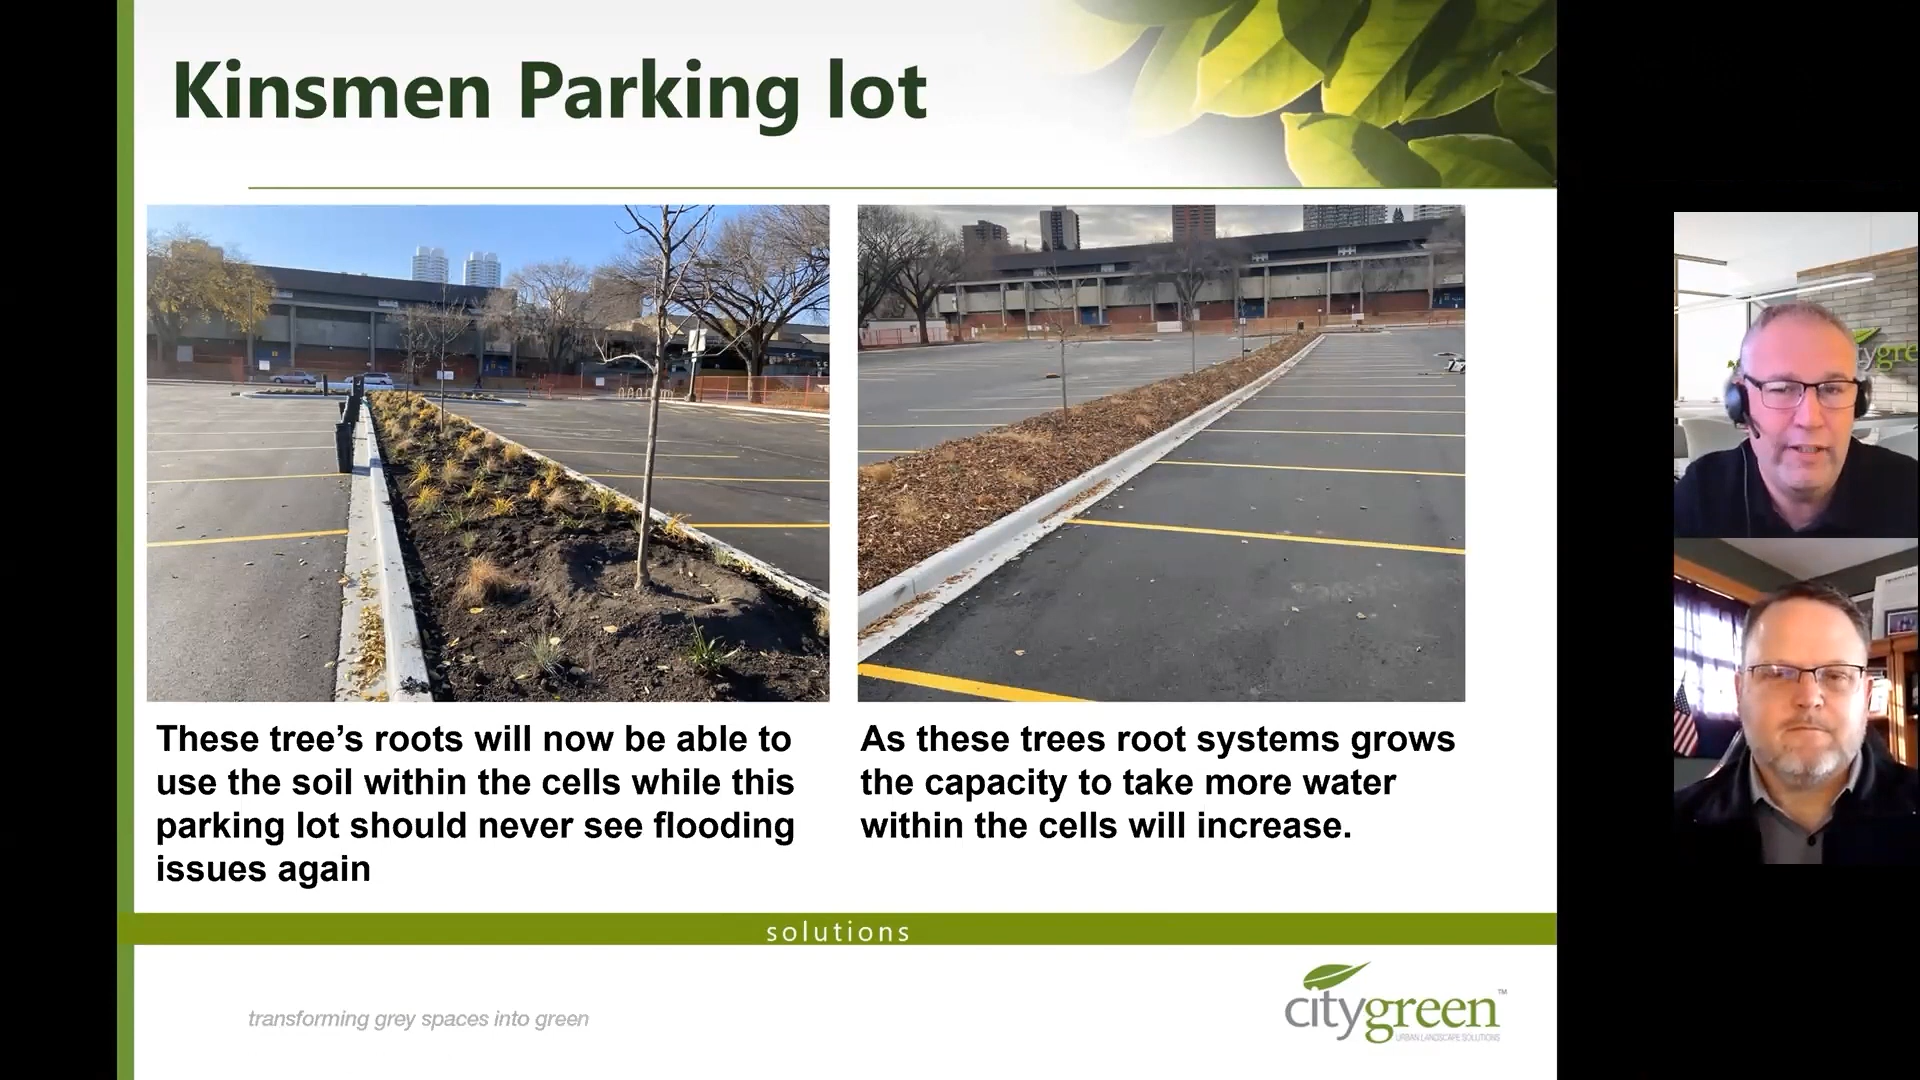 Kinsmen Parking lot
These tree’s roots will now be able to
use the soil within the cells while this
parking lot should never see flooding
issues again
As these trees root systems grows
the capacity to take more water
within the cells will increase.
solutions
transforming grey spaces into green
citygreen™
URBAN LANDSCAPE SOLUTIONS